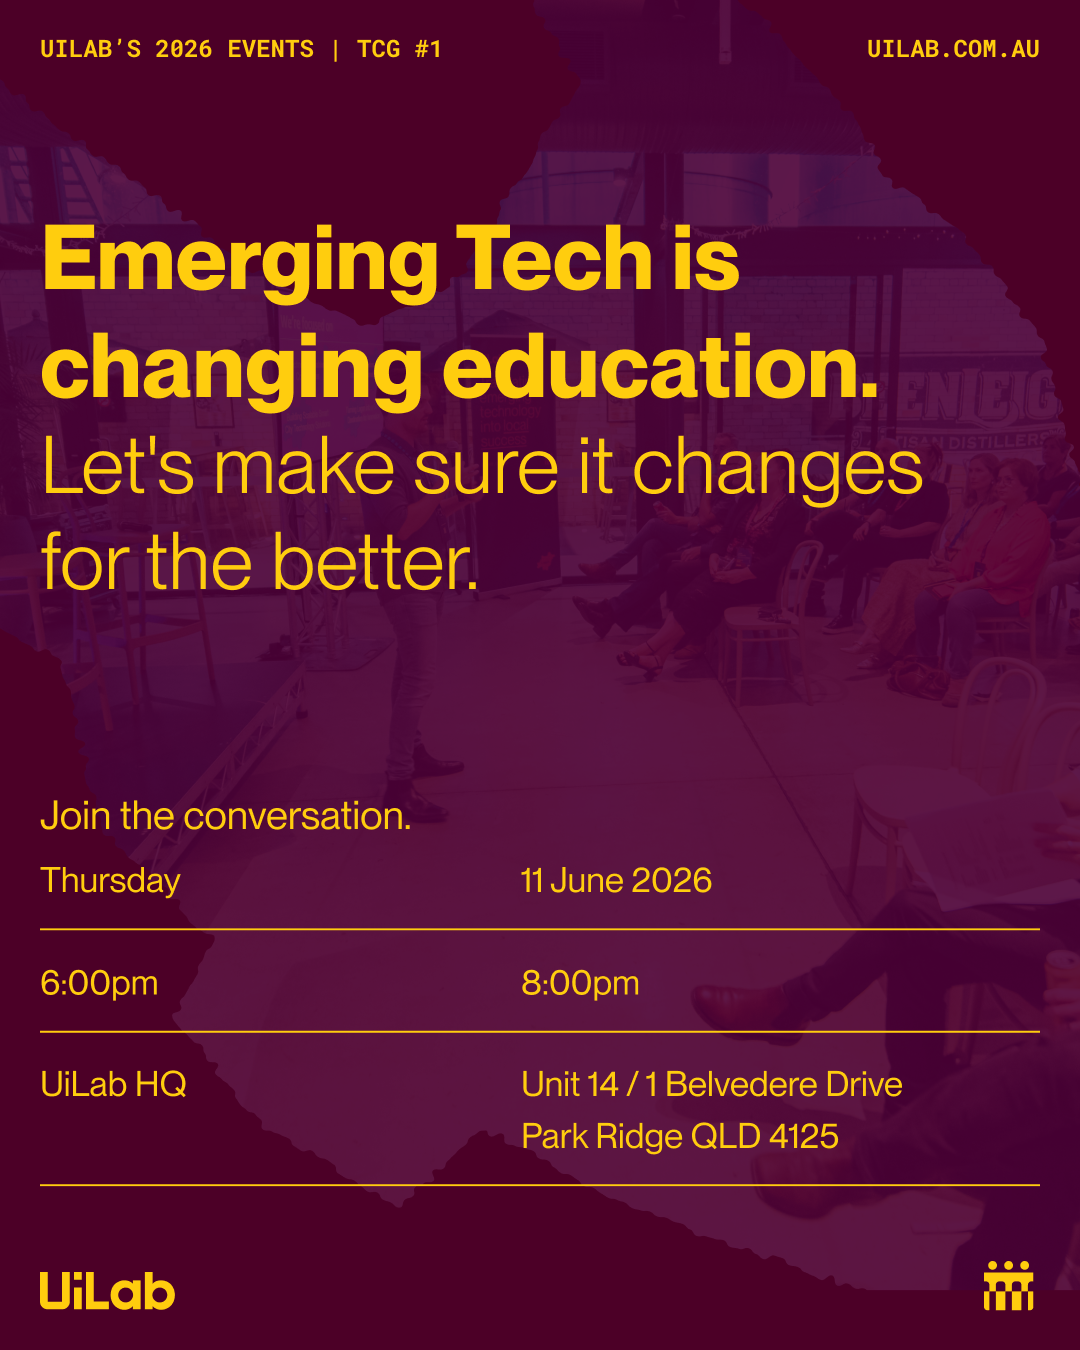 UILAB'S 2026 EVENTS | TCG #1
UILAB.COM.AU
Emerging Tech is
changing education.
Let's make sure it changes
for the better.
Join the conversation.
Thursday
11 June 2026
6:00pm
8:00pm
UiLab HQ
Unit 14 / 1 Belvedere Drive
Park Ridge QLD 4125
UiLab